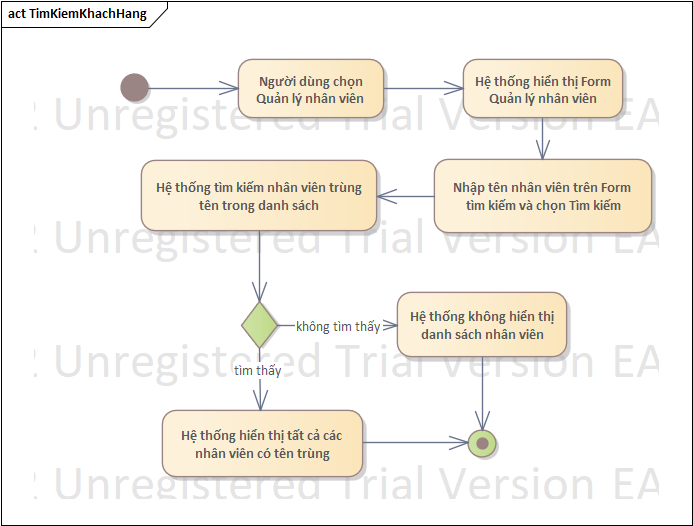 act TimKiemKhachHang
Người dùng chọn
Quản lý nhân viên
Hệ thống hiển thị Form
Quản lý nhân viên
: Unregistered Trial Version EA
Hệ thống tìm kiếm nhân viên trùng
tên trong danh sách
Nhập tên nhân viên trên Form
tìm kiếm và chọn Tìm kiếm
: Unregistered Trial Version EA
Hệ thống không hiển thị
danh sách nhân viên
không tìm thấy
: Unregistered Trial Version EA
tìm thấy
Hệ thống hiển thị tất cả các
nhân viên có tên trùng
: Unregistered Trial Version EA